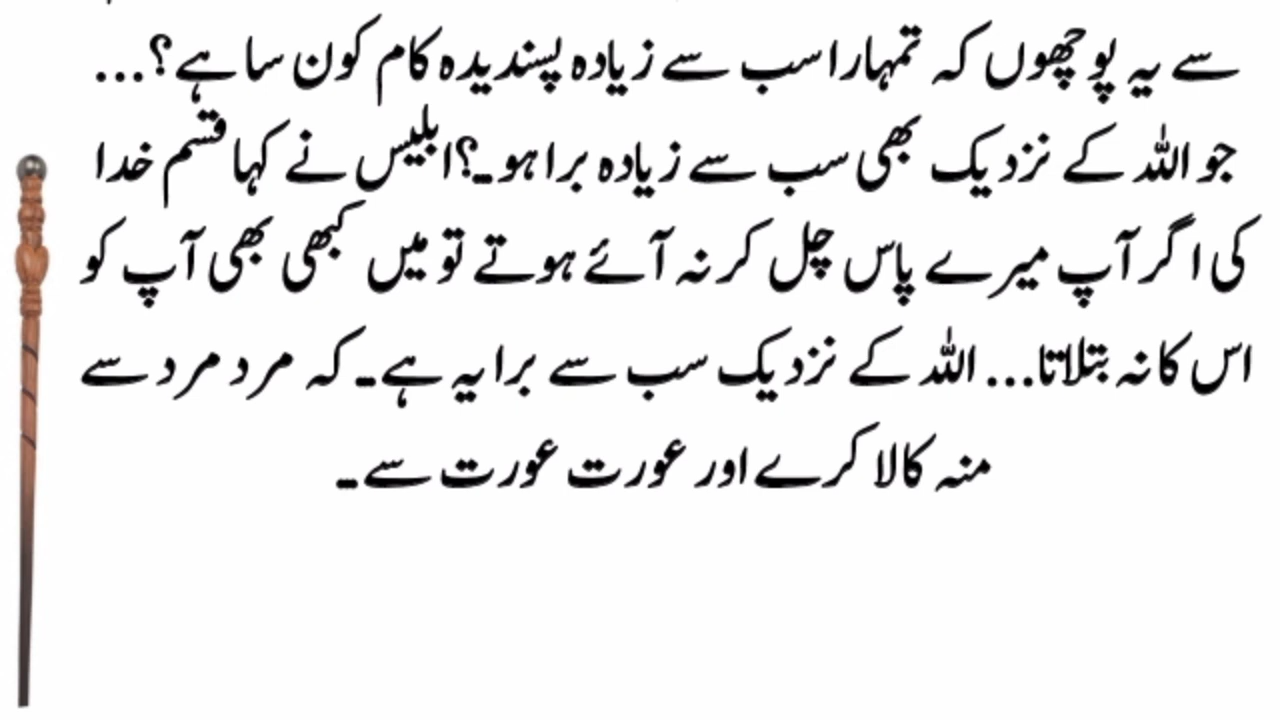 سے یہ پوچھوں کہ تمہارا سب سے زیادہ پسندیدہ کام کون سا ہے؟...
جو اللہ کے نزدیک بھی سب سے زیادہ برا ہو۔؟ ابلیس نے کہا قسم خدا
کی اگر آپ میرے پاس چل کر نہ آئے ہوتے تو میں کبھی بھی آپ کو
اس کا نہ بتلاتا... اللہ کے نزدیک سب سے برا یہ ہے۔ کہ مرد مرد سے
منہ کالا کرے اور عورت عورت سے۔